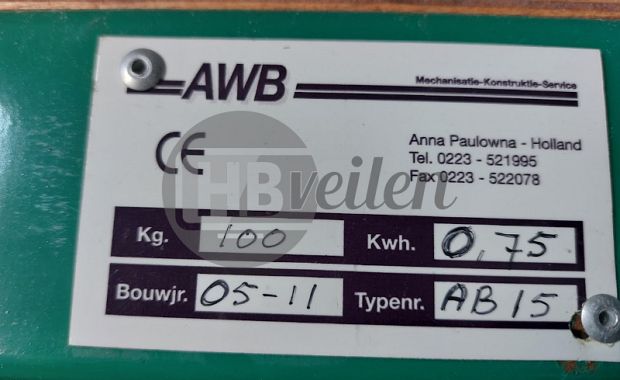 AWB
Mechanisatie-Konstruktie-Service
CE
Anna Paulowna - Holland
Tel. 0223 - 521995
Fax 0223 - 522078
HBveilen
Kg. 100 Kwh. 0,75
Bouwjr. 05-11 Typenr. AB15